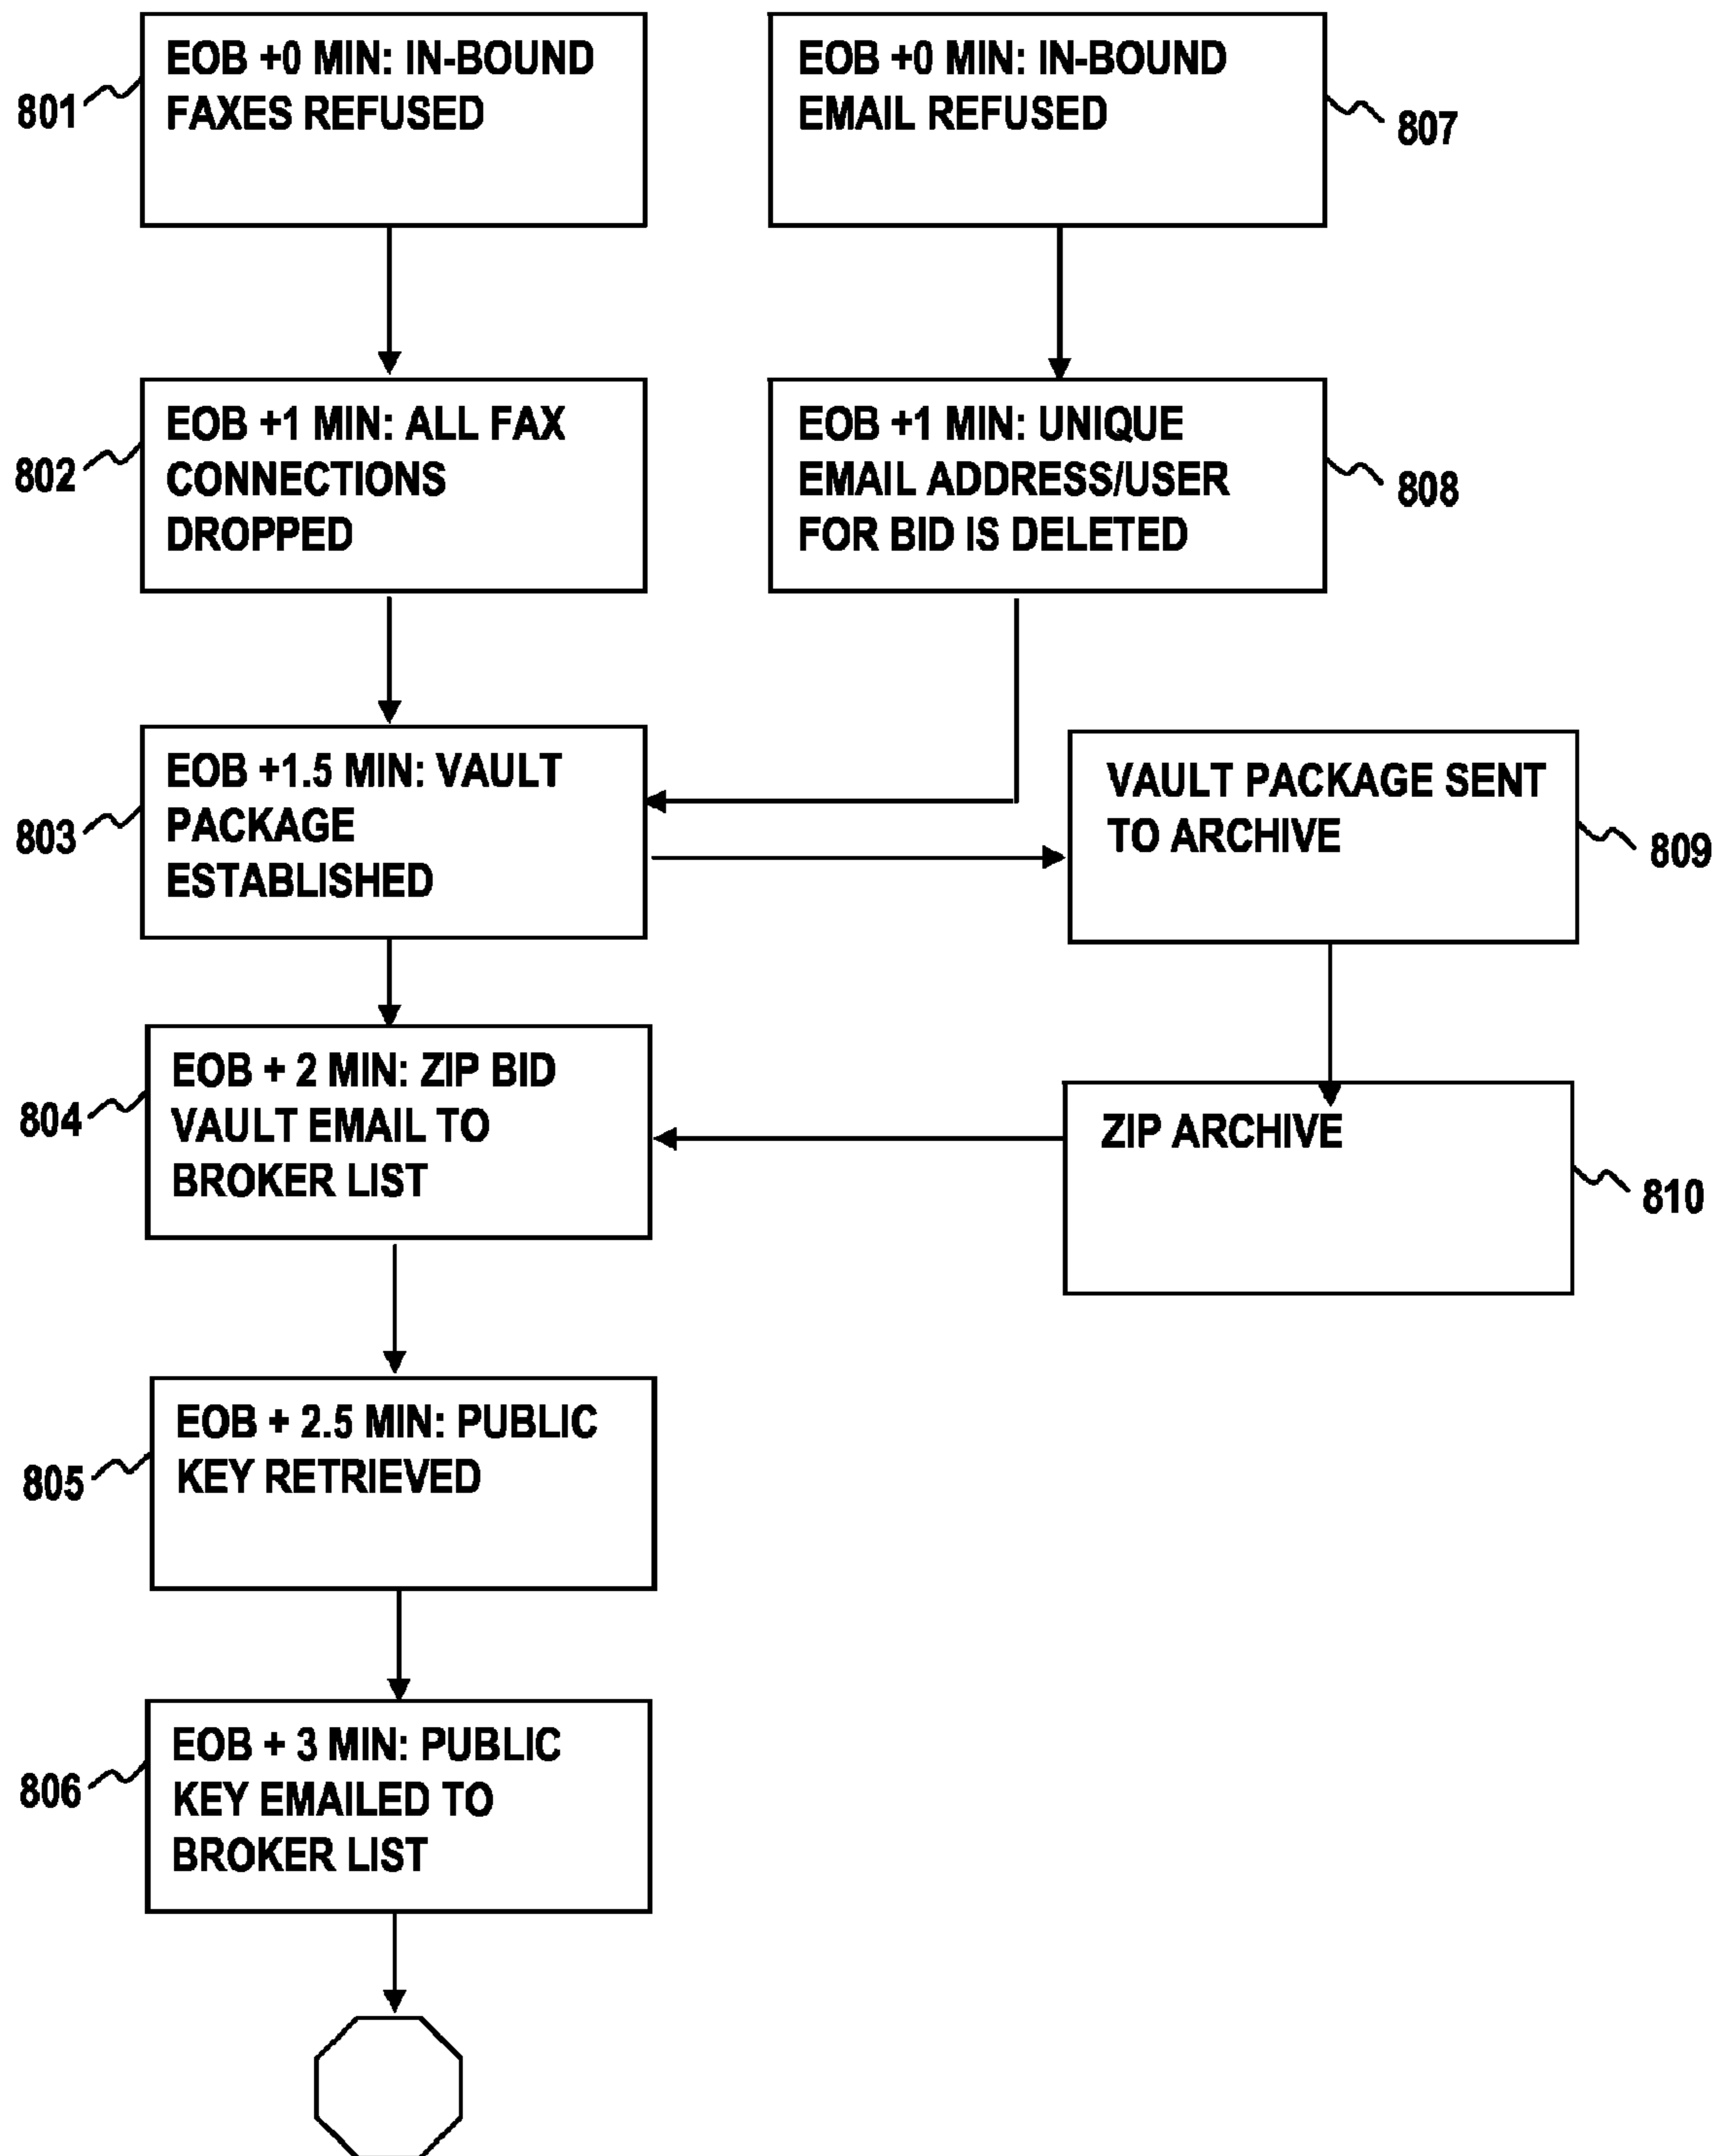 801
EOB +0 MIN: IN-BOUND
FAXES REFUSED
EOB +0 MIN: IN-BOUND
EMAIL REFUSED
807
802
EOB +1 MIN: ALL FAX
CONNECTIONS
DROPPED
EOB +1 MIN: UNIQUE
EMAIL ADDRESS/USER
FOR BID IS DELETED
808
803
EOB +1.5 MIN: VAULT
PACKAGE
ESTABLISHED
VAULT PACKAGE SENT
TO ARCHIVE
809
804
EOB + 2 MIN: ZIP BID
VAULT EMAIL TO
BROKER LIST
ZIP ARCHIVE
810
805
EOB + 2.5 MIN: PUBLIC
KEY RETRIEVED
806
EOB + 3 MIN: PUBLIC
KEY EMAILED TO
BROKER LIST